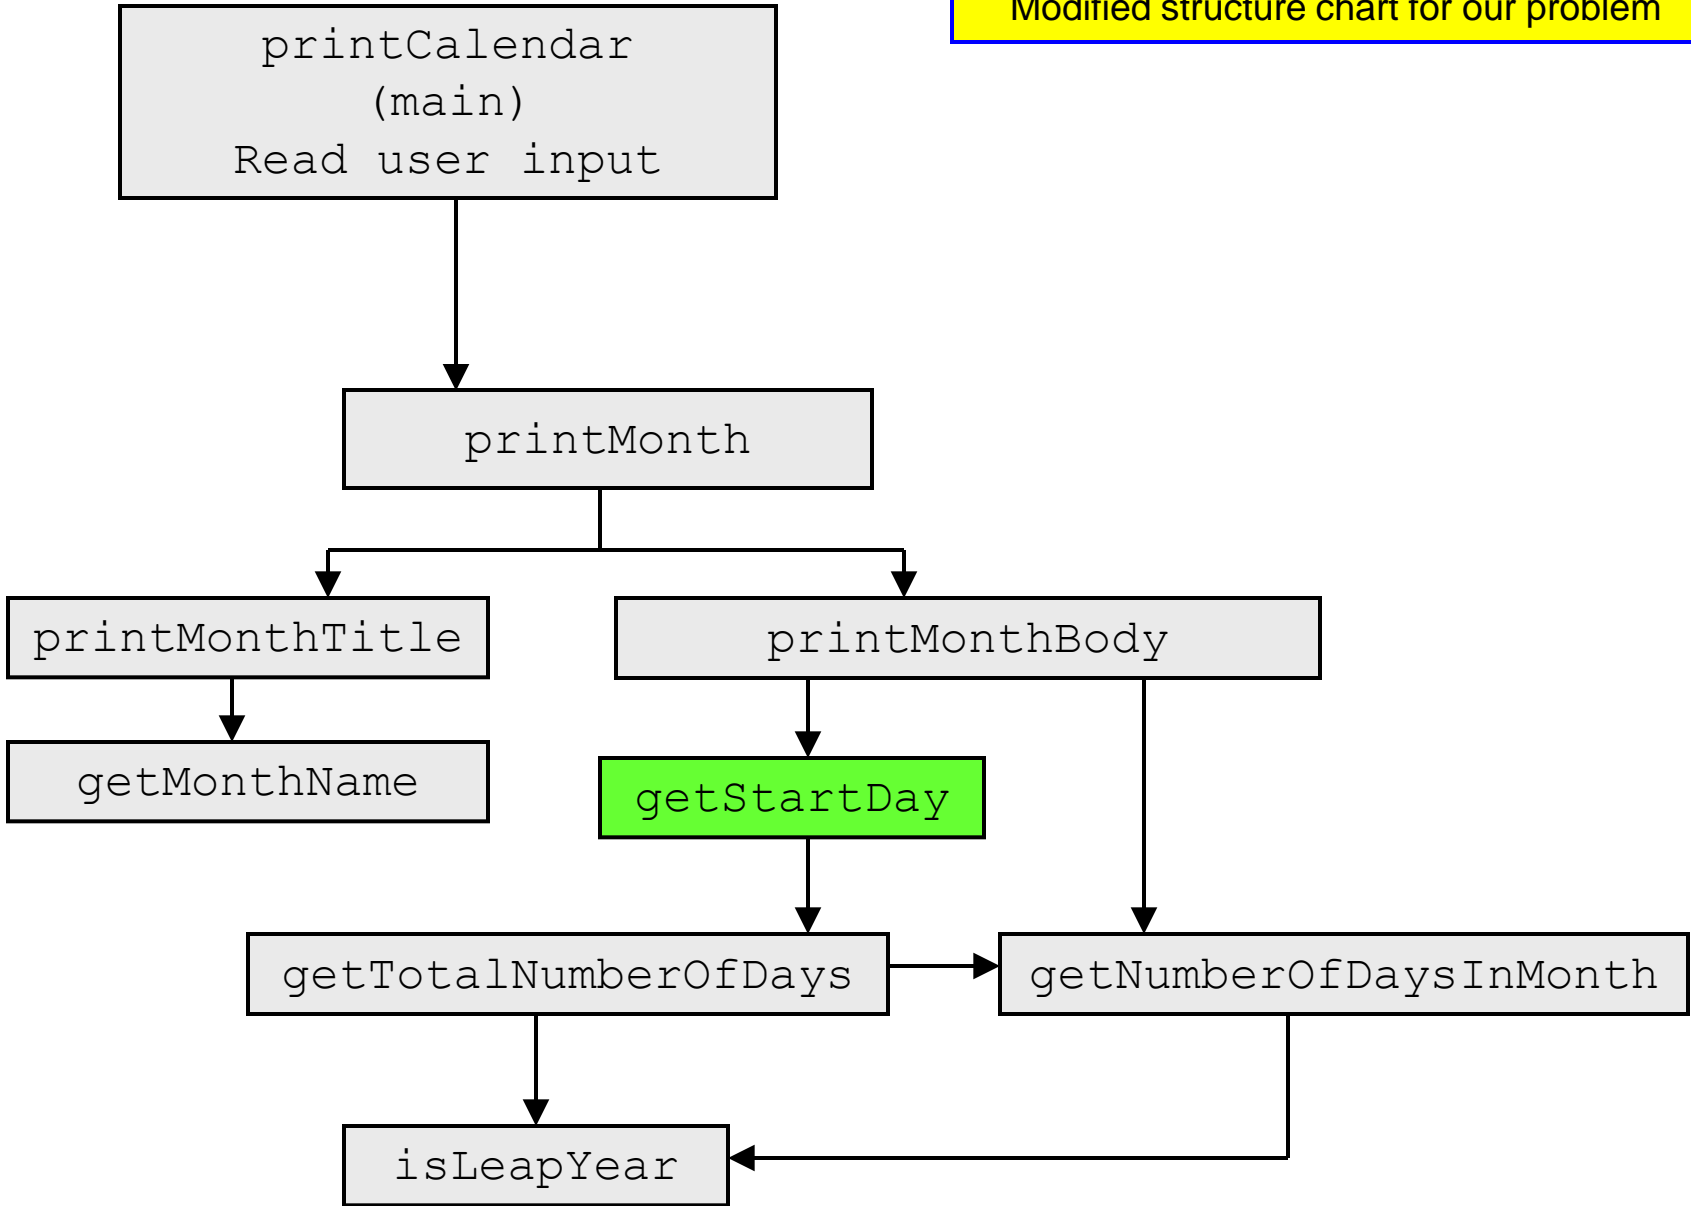 Modified structure chart for our problem
printCalendar
(main)
Read user input
printMonth
printMonthTitle
printMonthBody
getMonthName
getStartDay
getTotalNumberOfDays
getNumberOfDaysInMonth
isLeapYear